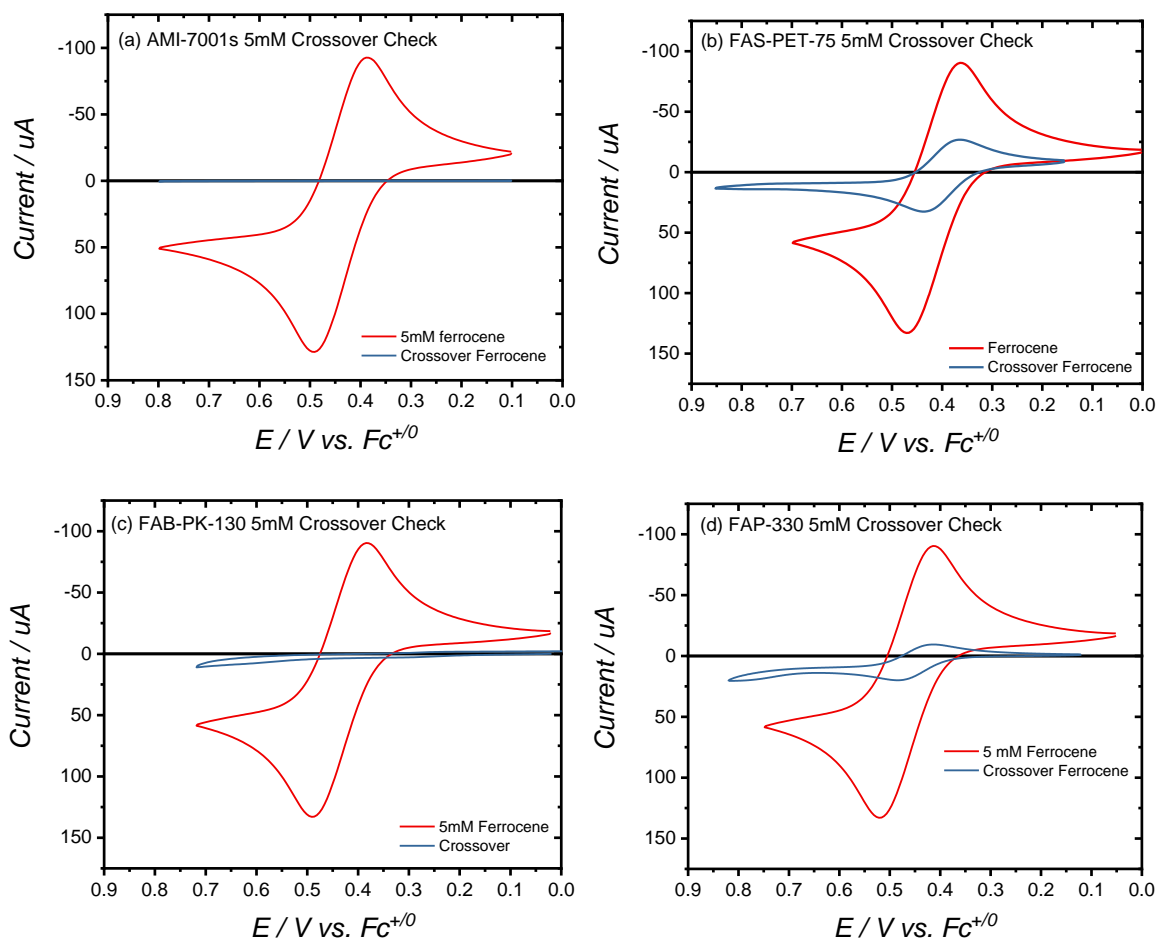 (a) AMI-7001s 5mM Crossover Check
-100
-50
0
50
100
150
Current / uA
5mM ferrocene
Crossover Ferrocene
0.9 0.8 0.7 0.6 0.5 0.4 0.3 0.2 0.1 0.0
E / V vs. Fc+/0
(b) FAS-PET-75 5mM Crossover Check
-100
-50
0
50
100
150
Current / uA
Ferrocene
Crossover Ferrocene
0.9 0.8 0.7 0.6 0.5 0.4 0.3 0.2 0.1 0.0
E / V vs. Fc+/0
(c) FAB-PK-130 5mM Crossover Check
-100
-50
0
50
100
150
Current / uA
5mM Ferrocene
Crossover
0.9 0.8 0.7 0.6 0.5 0.4 0.3 0.2 0.1 0.0
E / V vs. Fc+/0
(d) FAP-330 5mM Crossover Check
-100
-50
0
50
100
150
Current / uA
5 mM Ferrocene
Crossover Ferrocene
0.9 0.8 0.7 0.6 0.5 0.4 0.3 0.2 0.1 0.0
E / V vs. Fc+/0